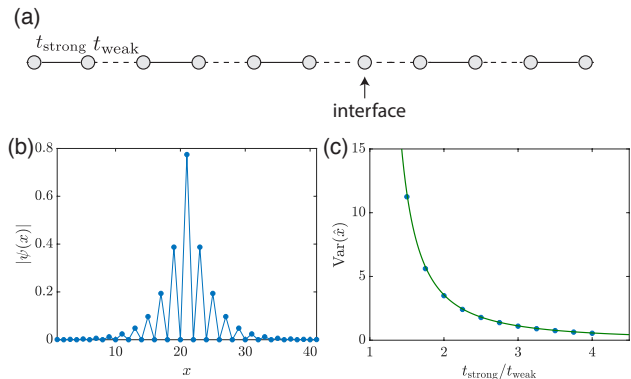 (a)
t_strong t_weak
interface
(b)
(c)
0.8
0.6
0.4
0.2
0
|ψ(x)|
10 20 30 40
x
15
10
5
0
Var(x̂)
1 2 3 4
t_strong/t_weak